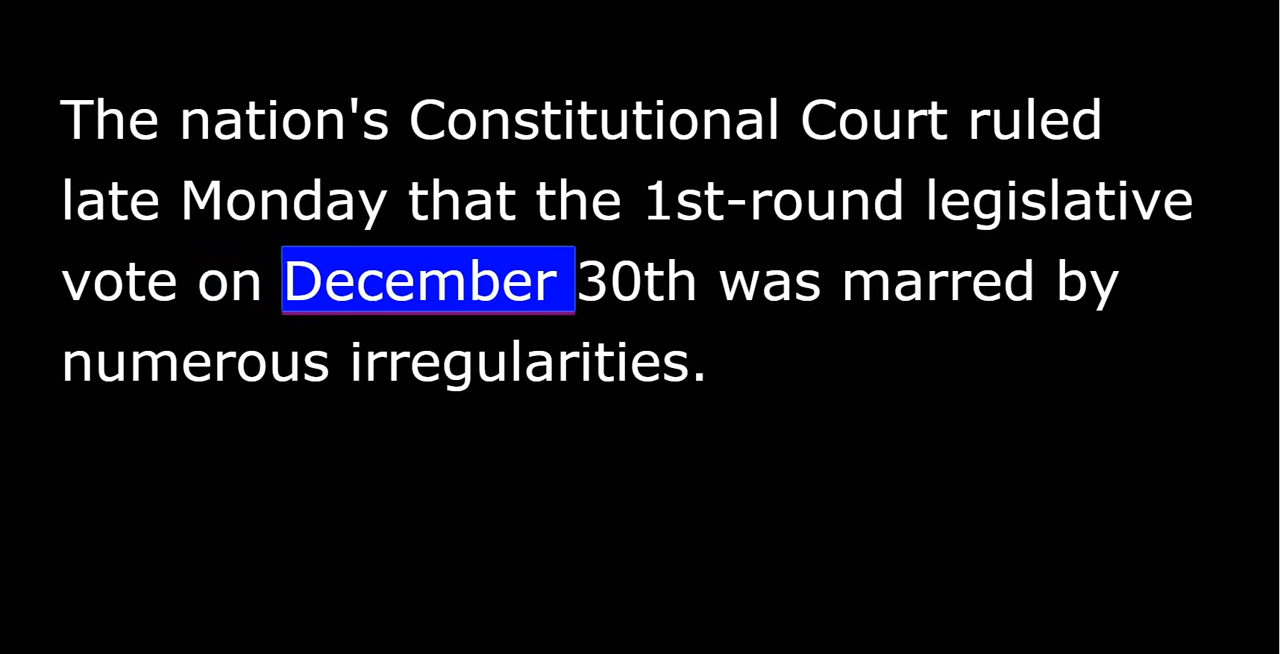 The nation's Constitutional Court ruled
late Monday that the 1st-round legislative
vote on December 30th was marred by
numerous irregularities.